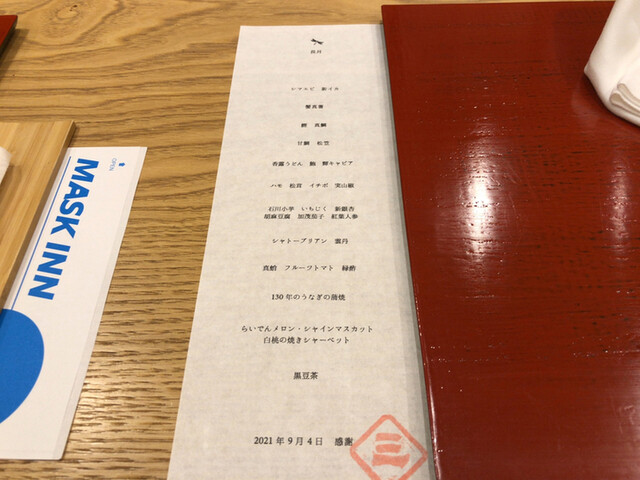 長月
シマエビ 新イカ
蟹真薯
鰹 真鯛
甘鯛 松茸
香露うどん 鮑 鱘キャビア
ハモ 松茸 イチボ 実山椒
石川小芋 いちじく 新銀杏
胡麻豆腐 加茂茄子 紅葉人参
シャトーブリアン 雲丹
真蛸 フルーツトマト 緑酢
130年のうなぎの蒲焼
らいでんメロン・シャインマスカット
白桃の焼きシャーベット
黒豆茶
2021年9月4日 感謝
三
OPEN
MASK INN